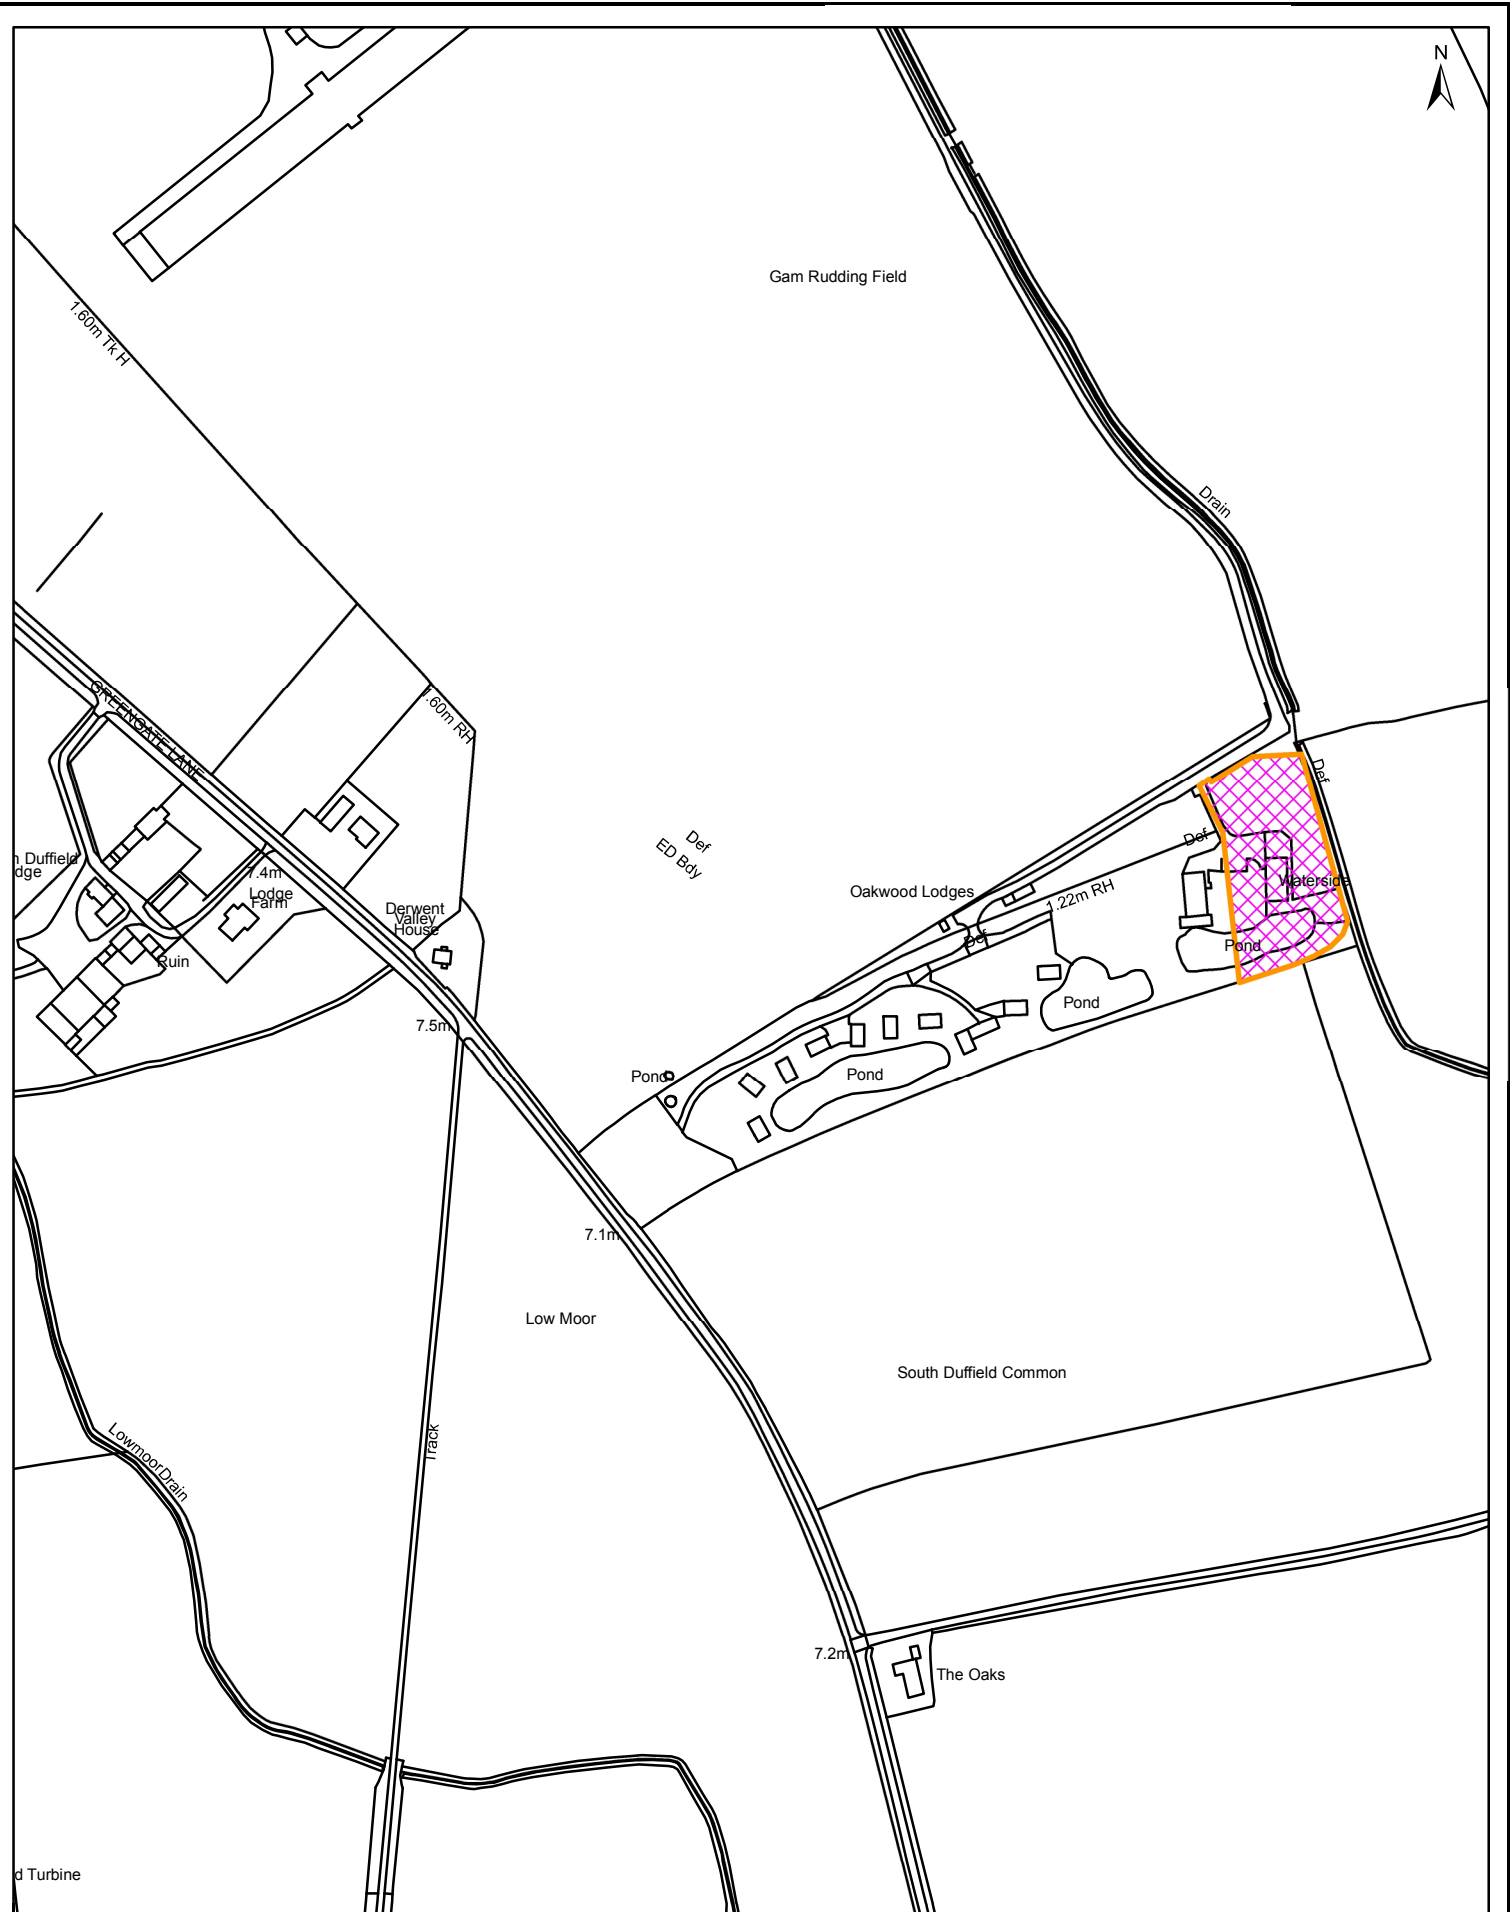 N
Gam Rudding Field
1.60m Tk H
Drain
GREENGATE LANE
1.60m RH
Def
Def
ED Bdy
Def
n Duffield
dge
7.4m
Lodge
Farm
Oakwood Lodges
1.22m RH
Waterside
Derwent
Valley
House
Def
Pond
Ruin
Pond
7.5m
Pond
Pond
7.1m
Low Moor
South Duffield Common
Track
Lowmoor Drain
7.2m
The Oaks
d Turbine